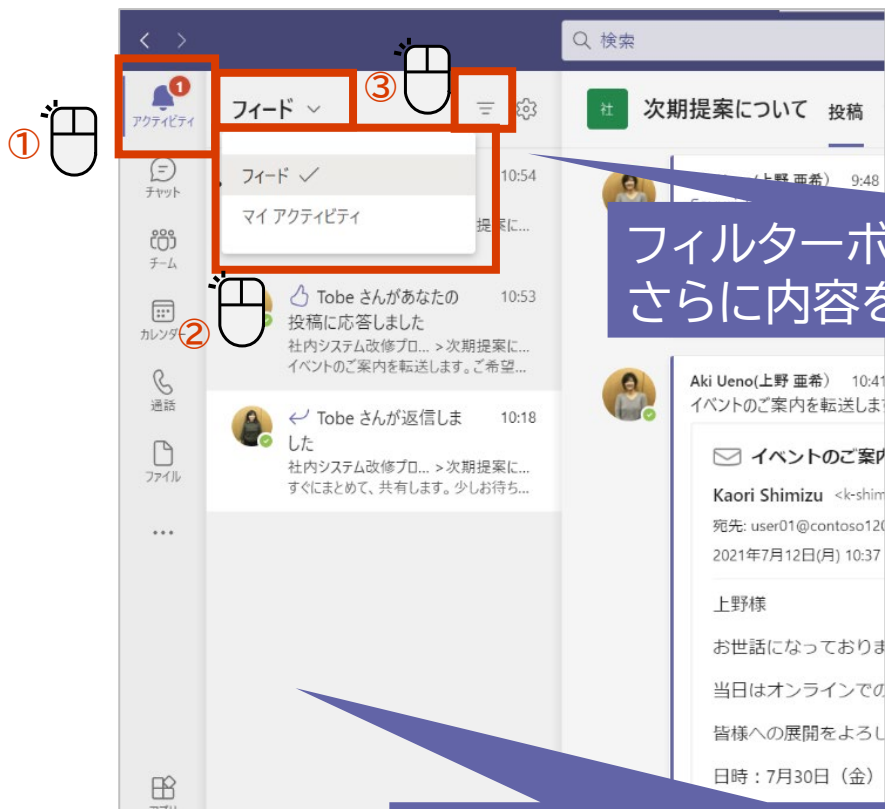 検索
1
アクティビティ
①
フィード
③
フィード
マイ アクティビティ
10:54
提案に...
チャット
チーム
カレンダー
②
Tobe さんがあなたの
10:53
投稿に応答しました
社内システム改修プロ... >次期提案に...
イベントのご案内を転送します。ご希望...
通話
Tobe さんが返信しま
10:18
した
社内システム改修プロ... >次期提案に...
すぐにまとめて、共有します。少しお待ち...
ファイル
...
社
次期提案について
投稿
(上野 亜希)
9:48
フィルターボ
さらに内容を
Aki Ueno(上野 亜希)
10:41
イベントのご案内を転送しま
イベントのご案内
Kaori Shimizu <k-shim
宛先: user01@contoso120
2021年7月12日(月) 10:37
上野様
お世話になっておりま
当日はオンラインでの
皆様への展開をよろし
日時：7月30日（金）